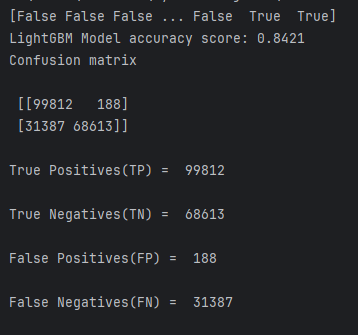 [False False False ... False  True  True]
LightGBM Model accuracy score: 0.8421
Confusion matrix
[[99812   188]
[31387 68613]]
True Positives(TP) =  99812
True Negatives(TN) =  68613
False Positives(FP) =  188
False Negatives(FN) =  31387